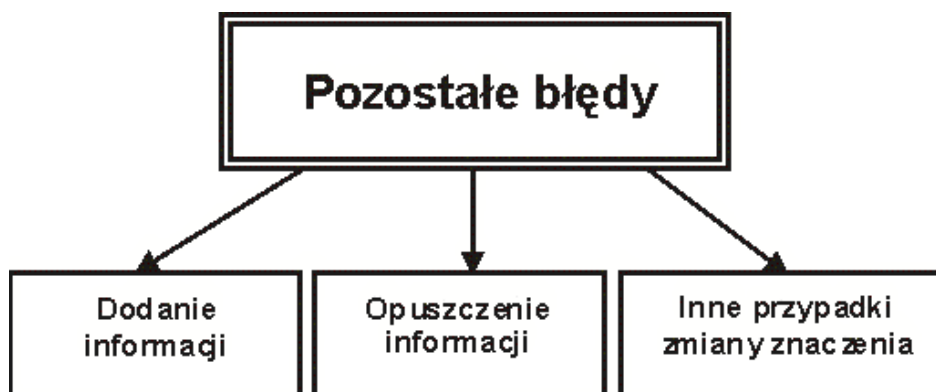 Pozostałe błędy
Dodanie
informacji
Opuszczenie
informacji
Inne przypadki
zmiany znaczenia